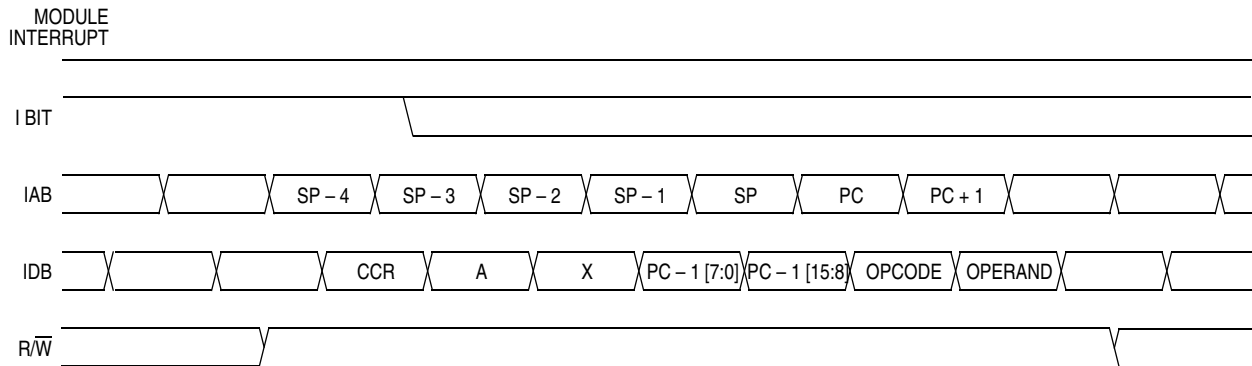 MODULE
INTERRUPT
I BIT
IAB SP – 4 SP – 3 SP – 2 SP – 1 SP PC PC + 1
IDB CCR A X PC – 1 [7:0] PC – 1 [15:8] OPCODE OPERAND
R/W̅